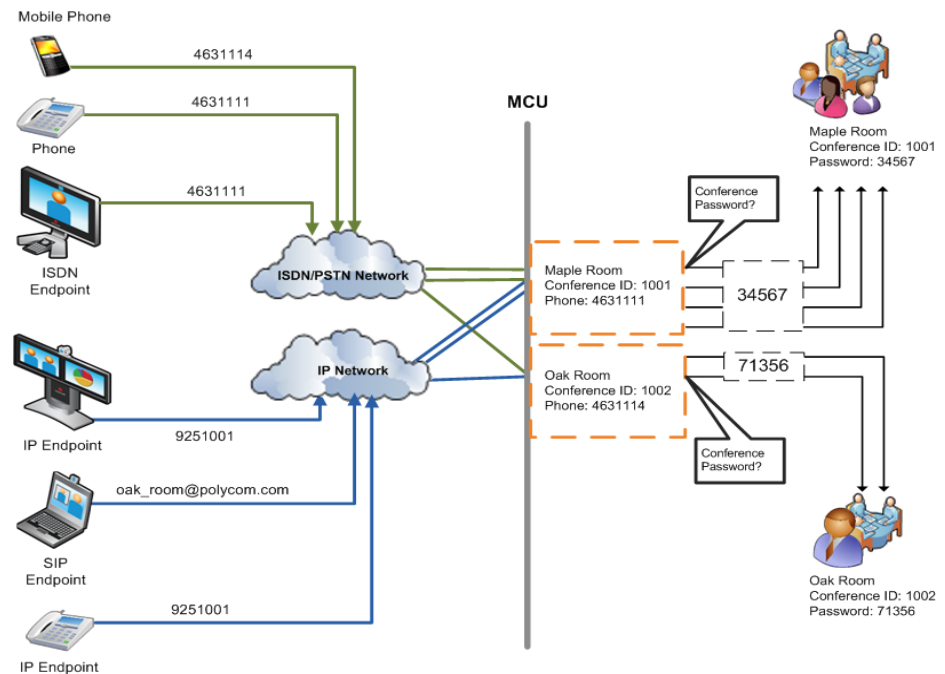 Mobile Phone
4631114
4631111
Phone
4631111
ISDN
Endpoint
ISDN/PSTN Network
IP Network
IP Endpoint
9251001
oak_room@polycom.com
SIP
Endpoint
9251001
IP Endpoint
MCU
Maple Room
Conference ID: 1001
Phone: 4631111
Oak Room
Conference ID: 1002
Phone: 4631114
Conference
Password?
34567
71356
Conference
Password?
Maple Room
Conference ID: 1001
Password: 34567
Oak Room
Conference ID: 1002
Password: 71356